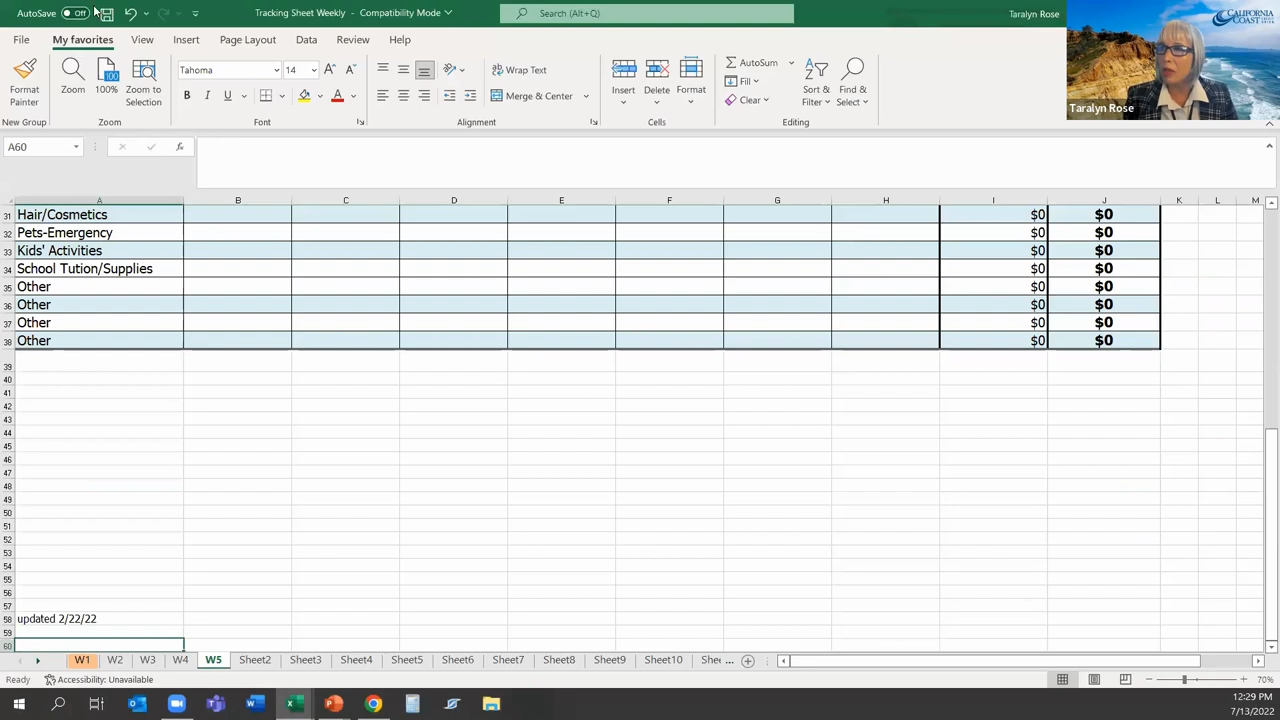 AutoSave Off Tracking Sheet Weekly - Compatibility Mode Search (Alt+Q) Taralyn Rose
CALIFORNIA
COAST
File My favorites View Insert Page Layout Data Review Help
Format
Painter
New Group
Zoom
100%
Zoom to
Selection
Zoom
Tahoma 14
B I U A
Font
Wrap Text
Merge & Center
Alignment
Insert Delete Format
Cells
AutoSum
Fill
Clear
Sort &
Filter
Find &
Select
Editing
Taralyn Rose
A60 fx
A B C D E F G H I J K L M
31 Hair/Cosmetics $0 $0
32 Pets-Emergency $0 $0
33 Kids' Activities $0 $0
34 School Tution/Supplies $0 $0
35 Other $0 $0
36 Other $0 $0
37 Other $0 $0
38 Other $0 $0
39
40
41
42
43
44
45
46
47
48
49
50
51
52
53
54
55
56
57
58 updated 2/22/22
59
60
W1 W2 W3 W4 W5 Sheet2 Sheet3 Sheet4 Sheet5 Sheet6 Sheet7 Sheet8 Sheet9 Sheet10 Shee ...
Ready Accessibility: Unavailable 70%
12:29 PM
7/13/2022